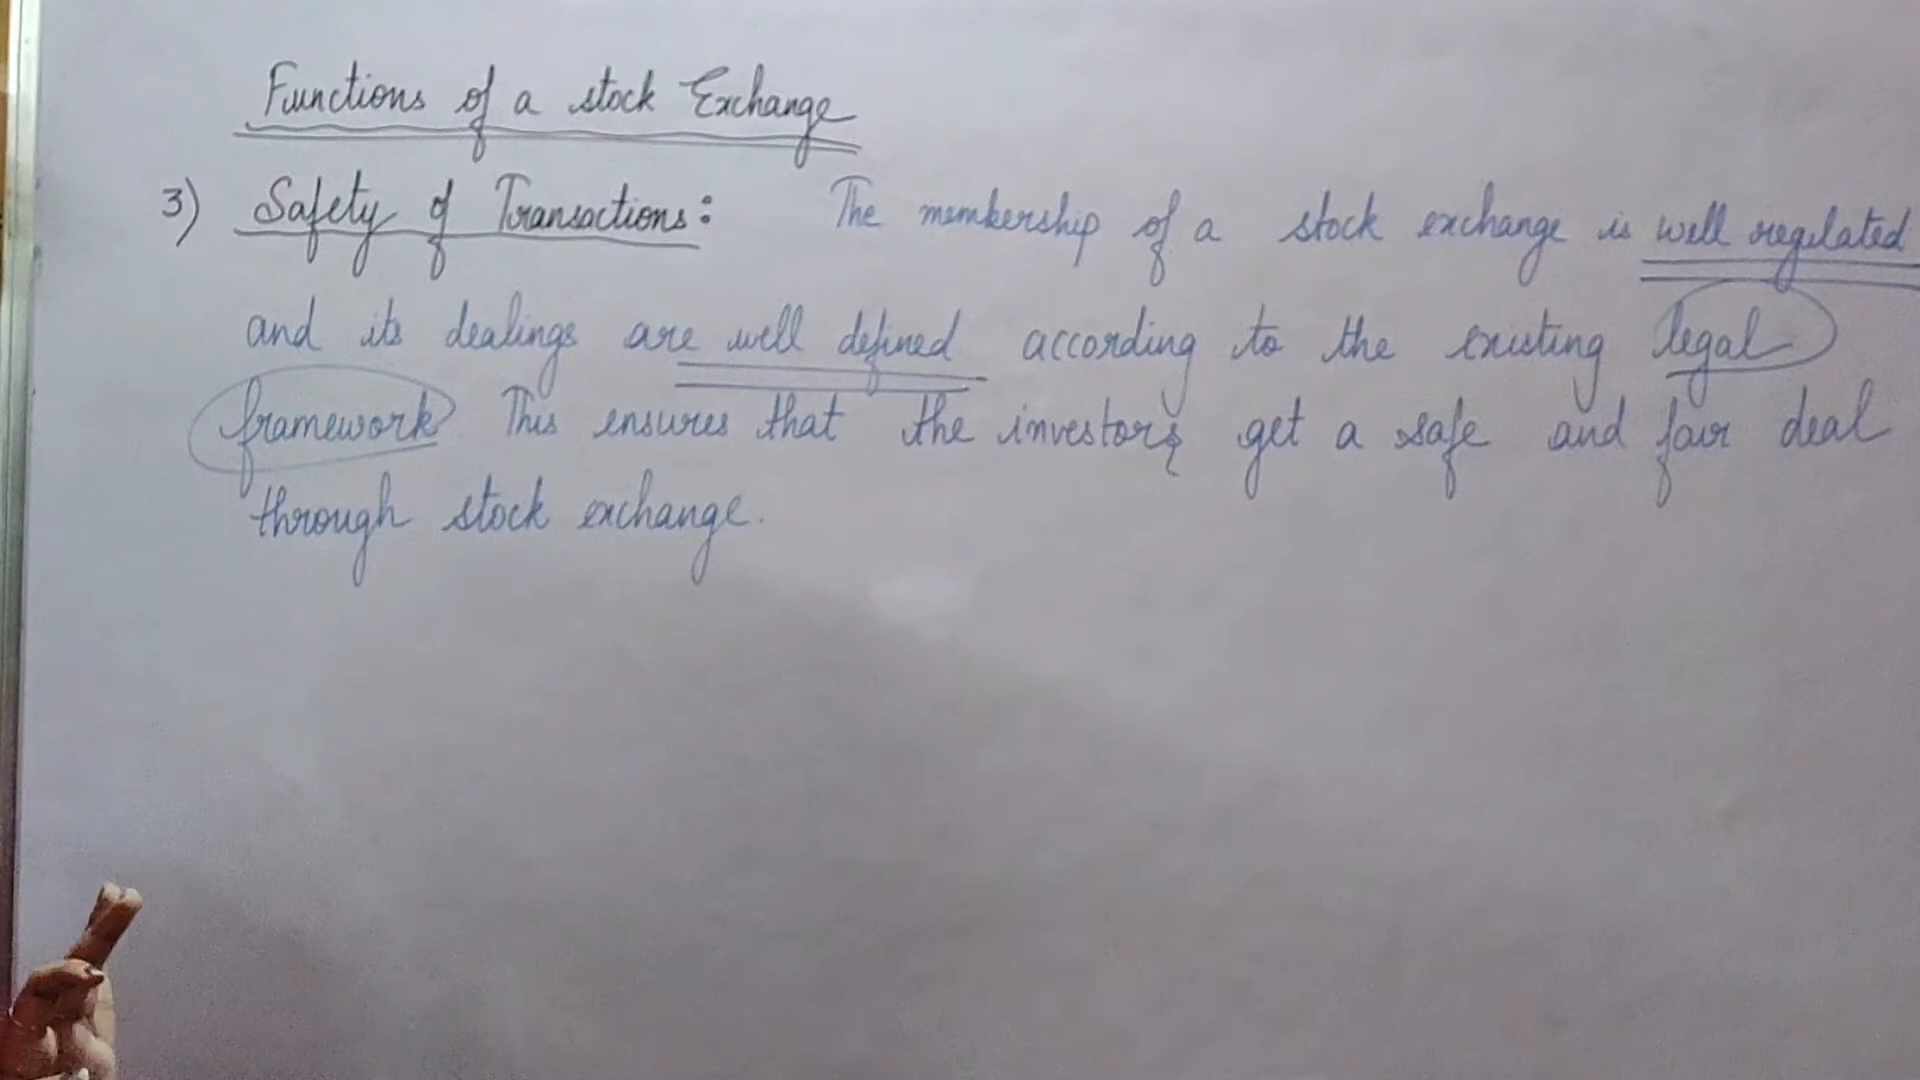 Functions of a stock Exchange
3) Safety of Transactions: The membership of a stock exchange is well regulated
and its dealings are well defined according to the existing legal
framework This ensures that the investors get a safe and fair deal
through stock exchange.